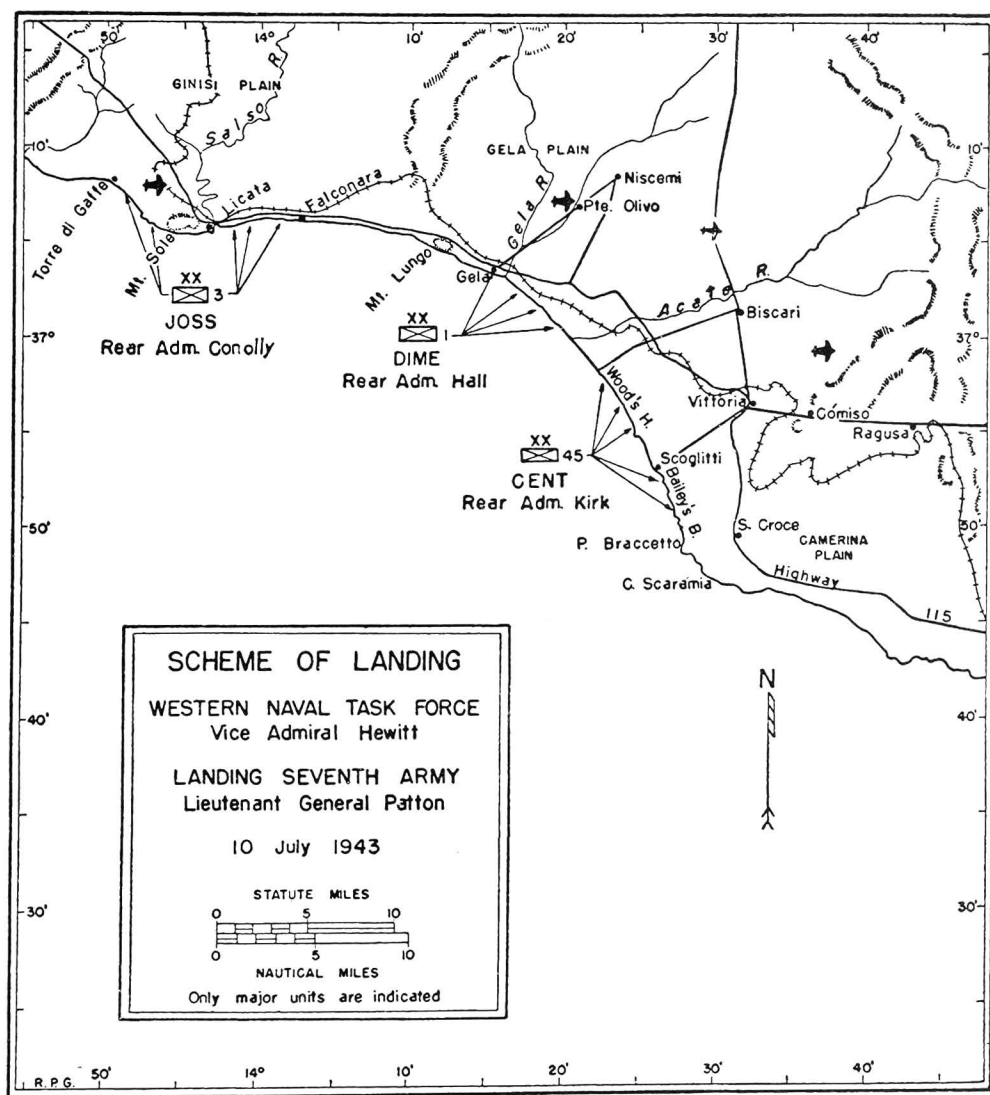 50'
14°
10'
20'
30'
40'
GINISI PLAIN
Salso R.
10'
GELA PLAIN
10'
Niscemi
Pte. Olivo
Gela R.
Torre di Gaffe
Licata
Falconara
Mt. Sole
Mt. Lungo
Gela
Acate R.
Biscari
XX
3
JOSS
Rear Adm. Conolly
XX
1
DIME
Rear Adm. Hall
37°
37°
Wood's H.
Vittoria
Comiso
Ragusa
XX
45
CENT
Rear Adm. Kirk
Scoglitti
Bailey's B.
50'
50'
S. Croce
P. Braccetto
CAMERINA
PLAIN
C. Scaramia
Highway
115
SCHEME OF LANDING
WESTERN NAVAL TASK FORCE
Vice Admiral Hewitt
LANDING SEVENTH ARMY
Lieutenant General Patton
10 July 1943
STATUTE MILES
0 5 10
0 5 10
NAUTICAL MILES
Only major units are indicated
N
40'
40'
30'
30'
R.P.G.
50'
14°
10'
20'
30'
40'